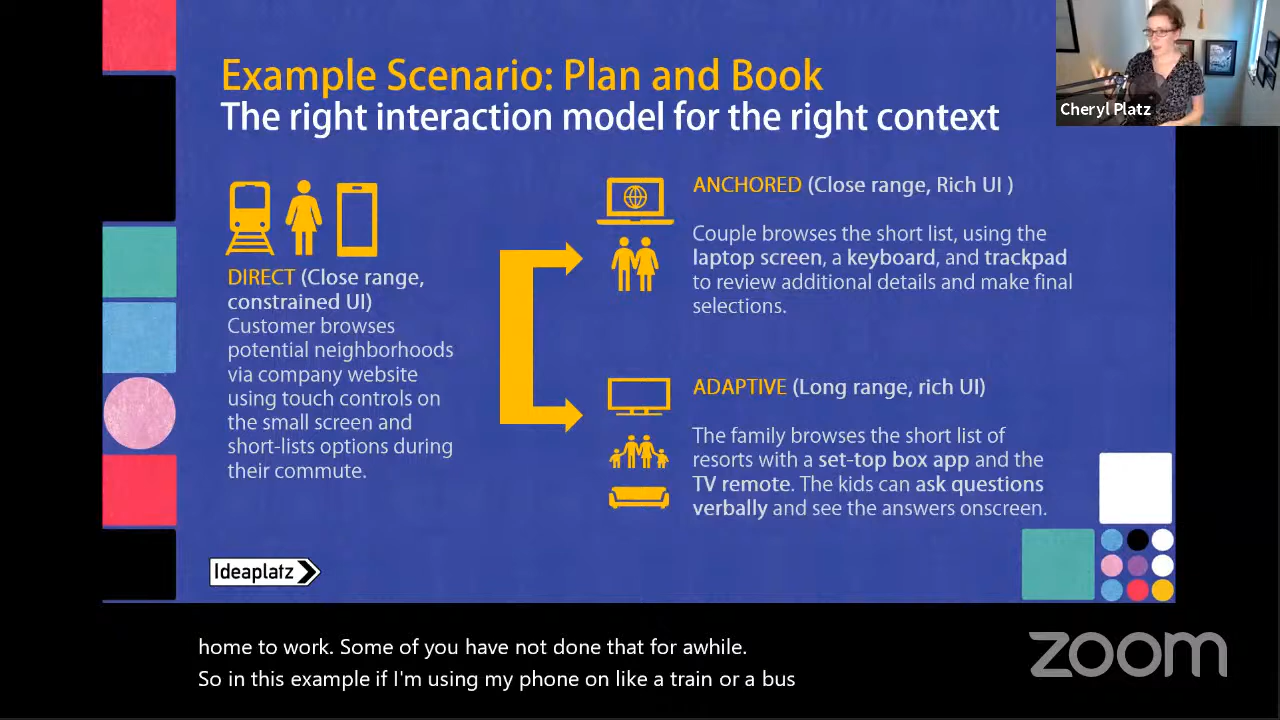 Example Scenario: Plan and Book
The right interaction model for the right context
Cheryl Platz
DIRECT (Close range,
constrained UI)
Customer browses
potential neighborhoods
via company website
using touch controls on
the small screen and
short-lists options during
their commute.
ANCHORED (Close range, Rich UI )
Couple browses the short list, using the
laptop screen, a keyboard, and trackpad
to review additional details and make final
selections.
ADAPTIVE (Long range, rich UI)
The family browses the short list of
resorts with a set-top box app and the
TV remote. The kids can ask questions
verbally and see the answers onscreen.
Ideaplatz
home to work. Some of you have not done that for awhile.
So in this example if I'm using my phone on like a train or a bus
zoom